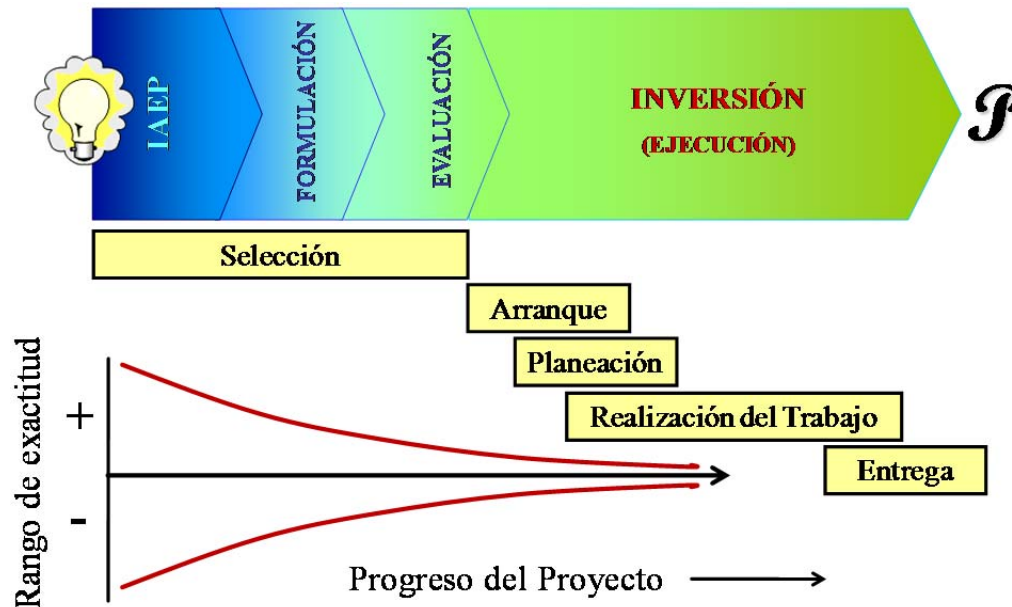 IAEP
FORMULACIÓN
EVALUACIÓN
INVERSIÓN
(EJECUCIÓN)
P
Selección
Arranque
Planeación
Realización del Trabajo
Entrega
Rango de exactitud
+
-
Progreso del Proyecto